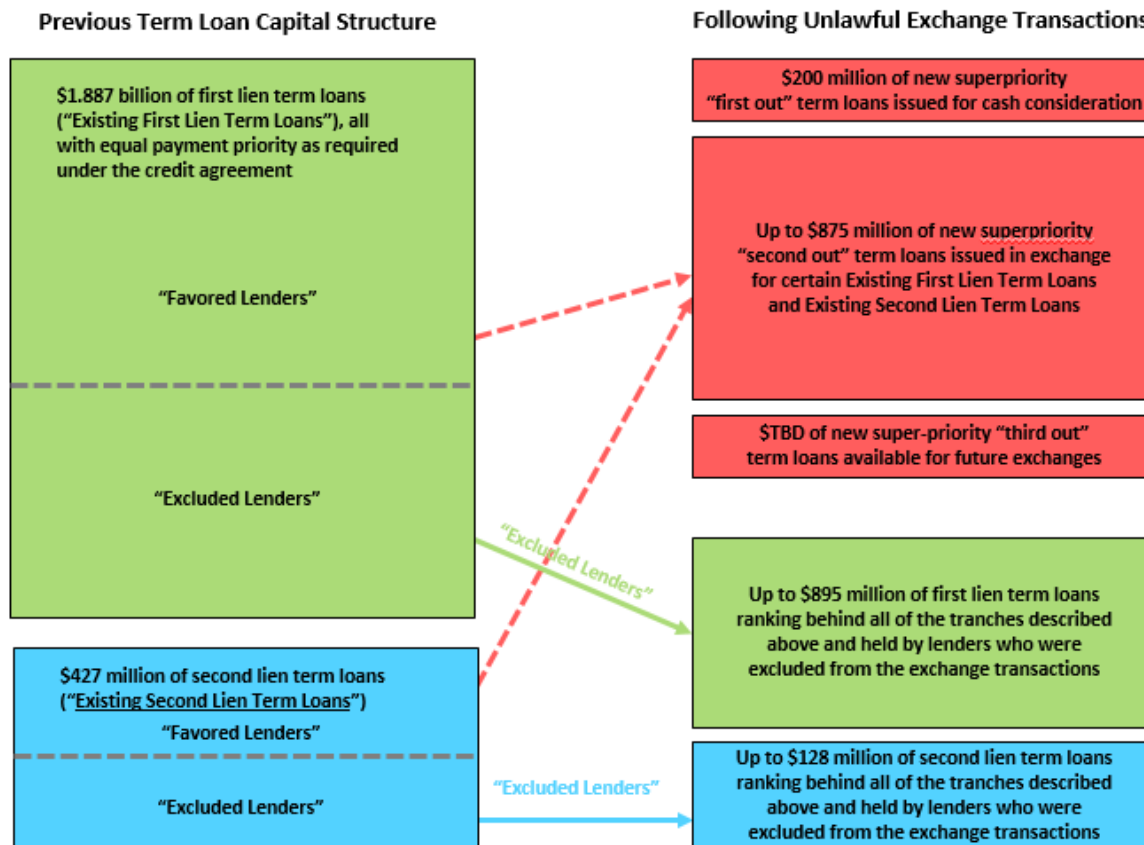 Previous Term Loan Capital Structure
Following Unlawful Exchange Transactions
$1.887 billion of first lien term loans
(“Existing First Lien Term Loans”), all
with equal payment priority as required
under the credit agreement
“Favored Lenders”
“Excluded Lenders”
$427 million of second lien term loans
(“Existing Second Lien Term Loans”)
“Favored Lenders”
“Excluded Lenders”
“Excluded Lenders”
“Excluded Lenders”
$200 million of new superpriority
“first out” term loans issued for cash consideration
Up to $875 million of new superpriority
“second out” term loans issued in exchange
for certain Existing First Lien Term Loans
and Existing Second Lien Term Loans
$TBD of new super-priority “third out”
term loans available for future exchanges
Up to $895 million of first lien term loans
ranking behind all of the tranches described
above and held by lenders who were
excluded from the exchange transactions
Up to $128 million of second lien term loans
ranking behind all of the tranches described
above and held by lenders who were
excluded from the exchange transactions